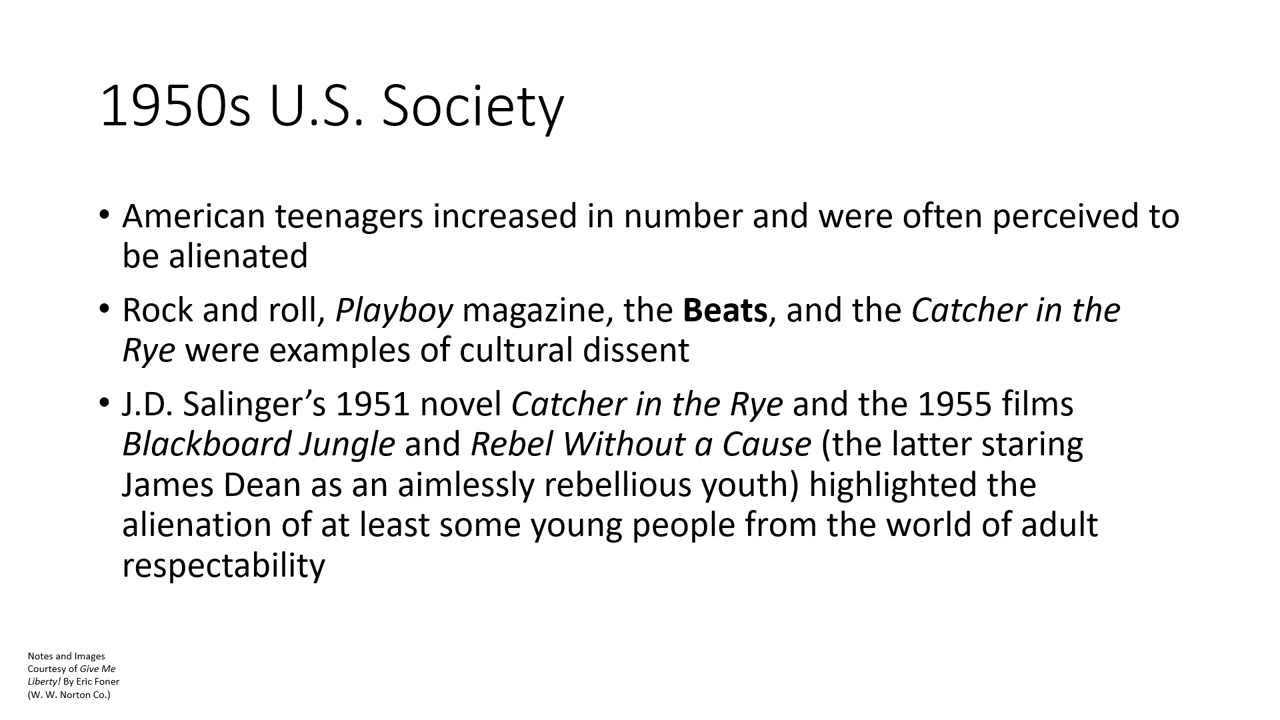 1950s U.S. Society
• American teenagers increased in number and were often perceived to
be alienated
• Rock and roll, Playboy magazine, the Beats, and the Catcher in the
Rye were examples of cultural dissent
• J.D. Salinger’s 1951 novel Catcher in the Rye and the 1955 films
Blackboard Jungle and Rebel Without a Cause (the latter staring
James Dean as an aimlessly rebellious youth) highlighted the
alienation of at least some young people from the world of adult
respectability
Notes and Images
Courtesy of Give Me
Liberty! By Eric Foner
(W. W. Norton Co.)